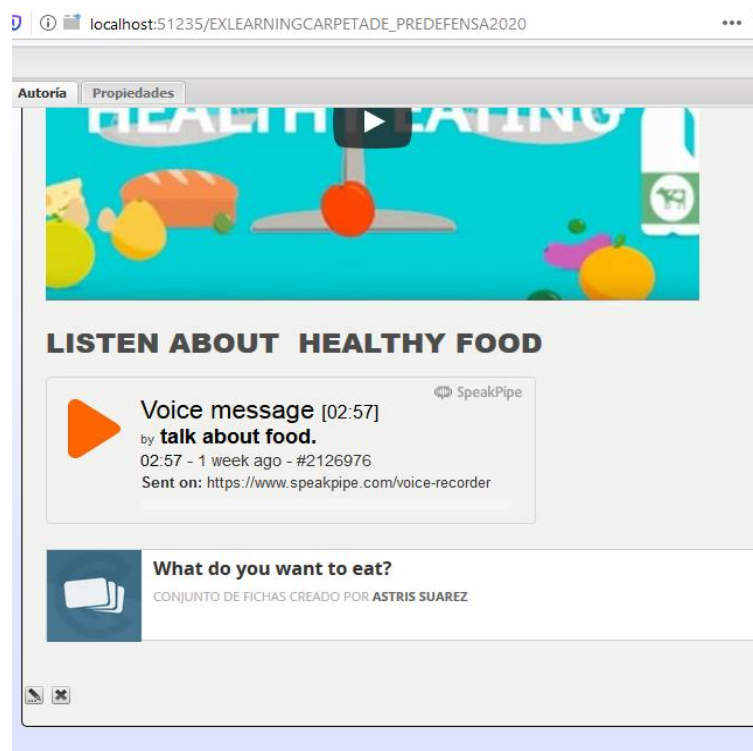 localhost:51235/EXLEARNINGCARPETADE_PREDEFENSA2020
Autoría Propiedades
HEALTHY EATING
LISTEN ABOUT HEALTHY FOOD
SpeakPipe
Voice message [02:57]
by talk about food.
02:57 - 1 week ago - #2126976
Sent on: https://www.speakpipe.com/voice-recorder
What do you want to eat?
CONJUNTO DE FICHAS CREADO POR ASTRIS SUAREZ